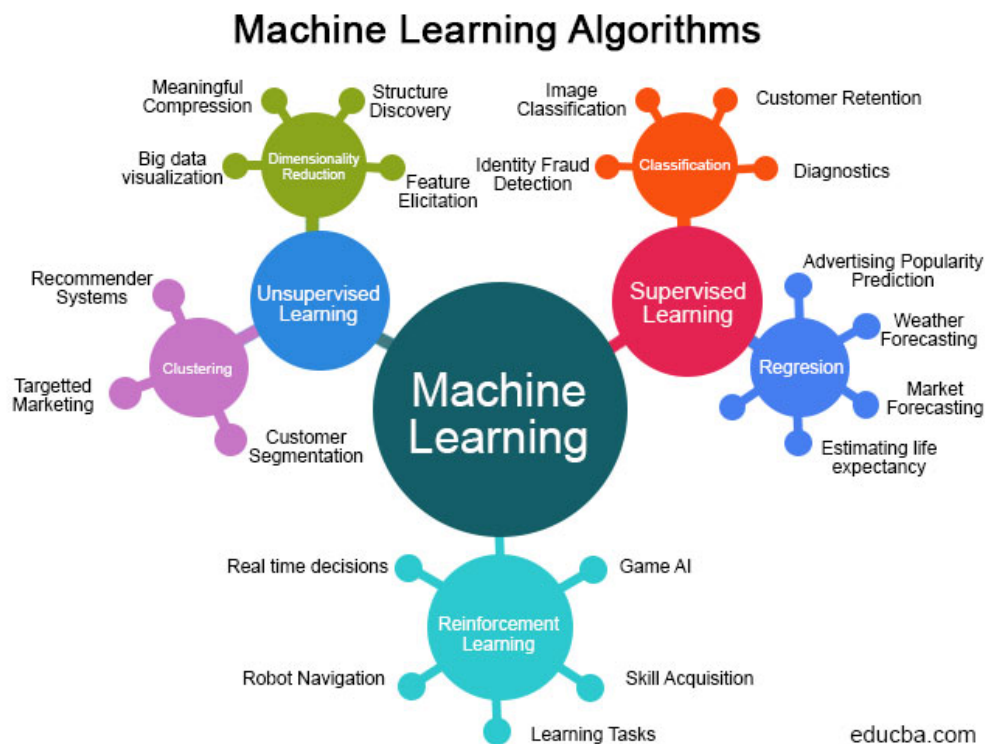 Machine Learning Algorithms
Meaningful
Compression
Structure
Discovery
Big data
visualization
Dimensionality
Reduction
Feature
Elicitation
Image
Classification
Customer Retention
Identity Fraud
Detection
Classification
Diagnostics
Recommender
Systems
Unsupervised
Learning
Clustering
Targetted
Marketing
Customer
Segmentation
Supervised
Learning
Advertising Popularity
Prediction
Weather
Forecasting
Regresion
Market
Forecasting
Estimating life
expectancy
Machine
Learning
Real time decisions
Game AI
Reinforcement
Learning
Robot Navigation
Skill Acquisition
Learning Tasks
educba.com